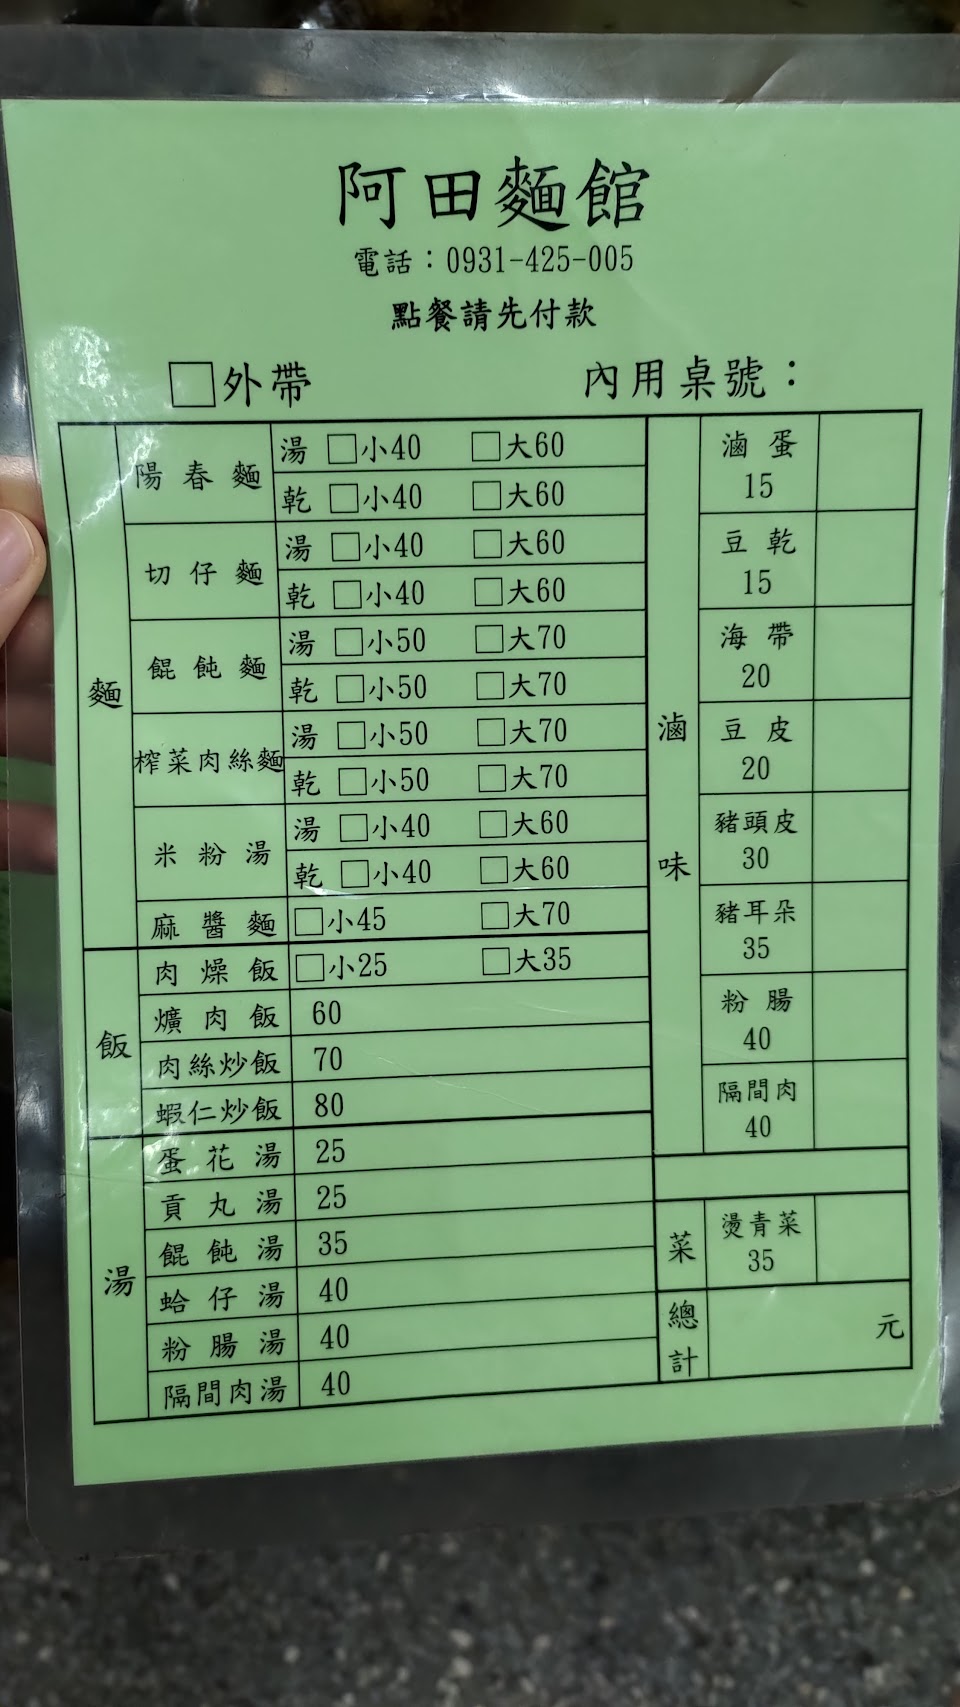 阿田麵館
電話：0931-425-005
點餐請先付款
□外帶 內用桌號：
麵
陽春麵 湯 □小40 □大60
乾 □小40 □大60
切仔麵 湯 □小40 □大60
乾 □小40 □大60
餛飩麵 湯 □小50 □大70
乾 □小50 □大70
榨菜肉絲麵 湯 □小50 □大70
乾 □小50 □大70
米粉湯 湯 □小40 □大60
乾 □小40 □大60
麻醬麵 □小45 □大70
飯
肉燥飯 □小25 □大35
爌肉飯 60
肉絲炒飯 70
蝦仁炒飯 80
湯
蛋花湯 25
貢丸湯 25
餛飩湯 35
蛤仔湯 40
粉腸湯 40
隔間肉湯 40
滷味
滷蛋
15
豆乾
15
海帶
20
豆皮
20
豬頭皮
30
豬耳朵
35
粉腸
40
隔間肉
40
菜
燙青菜
35
總計 元